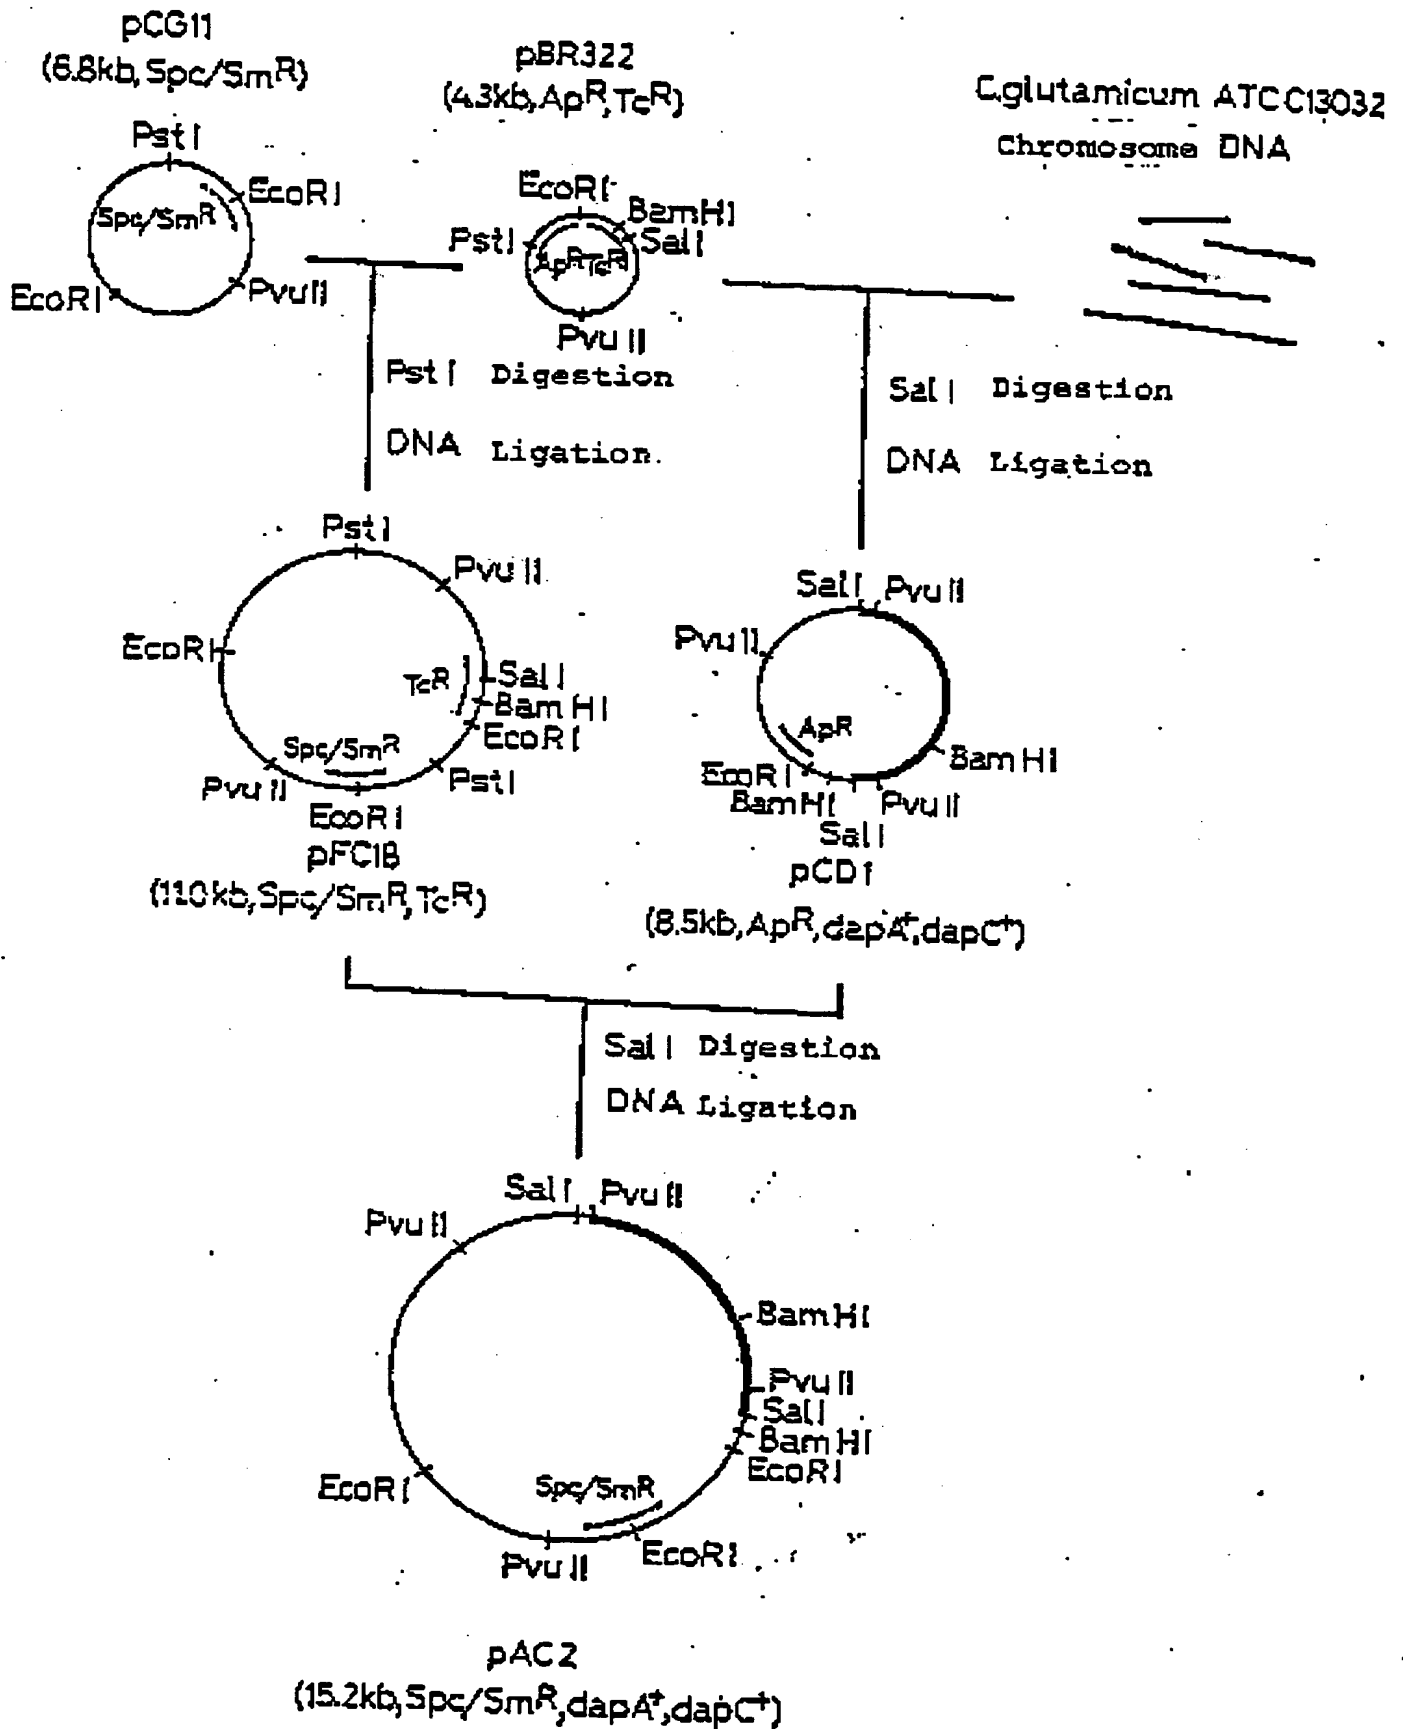 pCG11
(6.8kb, Spc/SmR)
PstI
EcoRI
Spc/SmR
EcoRI
PvuII
pBR322
(4.3kb, ApR, TcR)
EcoRI
BamHI
PstI
SalI
ApR TcR
PvuII
C.glutamicum ATCC13032
Chromosome DNA
PstI Digestion
DNA Ligation
SalI Digestion
DNA Ligation
PstI
PvuII
EcoRI
TcR
SalI
BamHI
EcoRI
Spc/SmR
PvuII
PstI
EcoRI
pFC18
(11.0kb, Spc/SmR, TcR)
SalI PvuII
PvuII
ApR
BamHI
EcoRI
BamHI
PvuII
SalI
pCD1
(8.5kb, ApR, dapA+, dapC+)
SalI Digestion
DNA Ligation
SalI PvuII
PvuII
BamHI
PvuII
SalI
BamHI
EcoRI
EcoRI
Spc/SmR
EcoRI
PvuII
pAC2
(15.2kb, Spc/SmR, dapA+, dapC+)